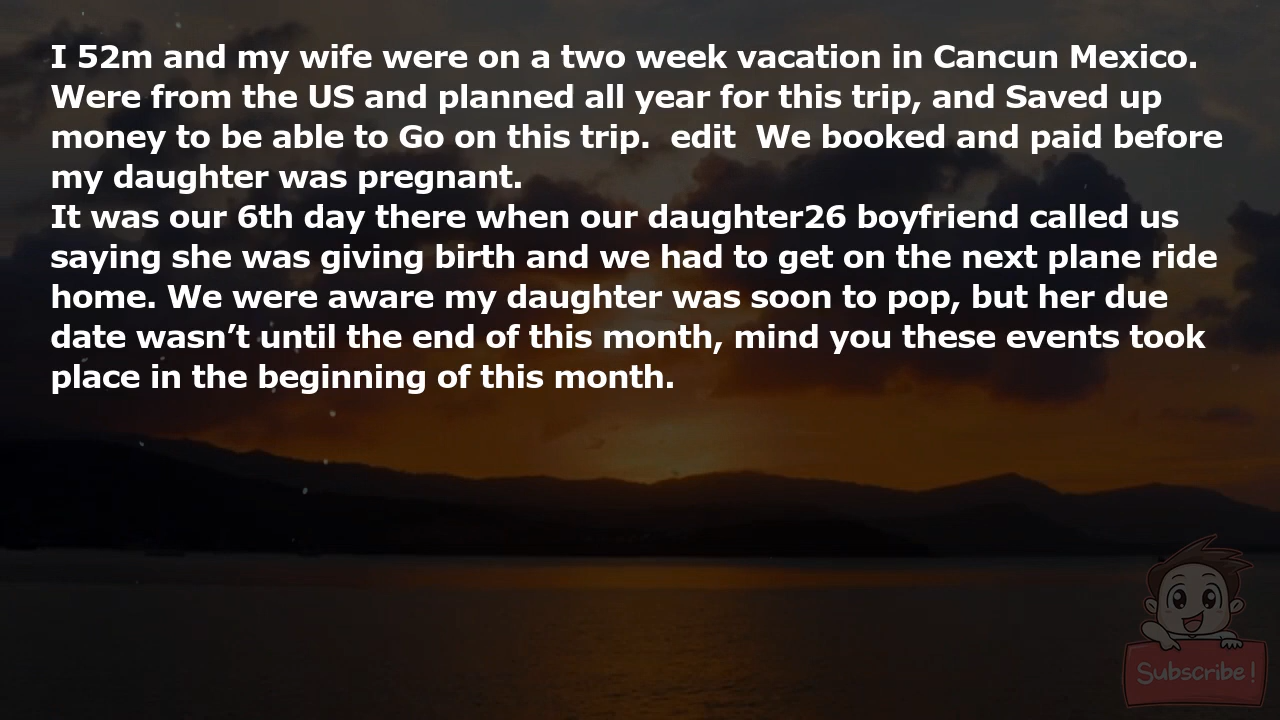 I 52m and my wife were on a two week vacation in Cancun Mexico.
Were from the US and planned all year for this trip, and Saved up
money to be able to Go on this trip.  edit  We booked and paid before
my daughter was pregnant.
It was our 6th day there when our daughter26 boyfriend called us
saying she was giving birth and we had to get on the next plane ride
home. We were aware my daughter was soon to pop, but her due
date wasn’t until the end of this month, mind you these events took
place in the beginning of this month.
Subscribe!